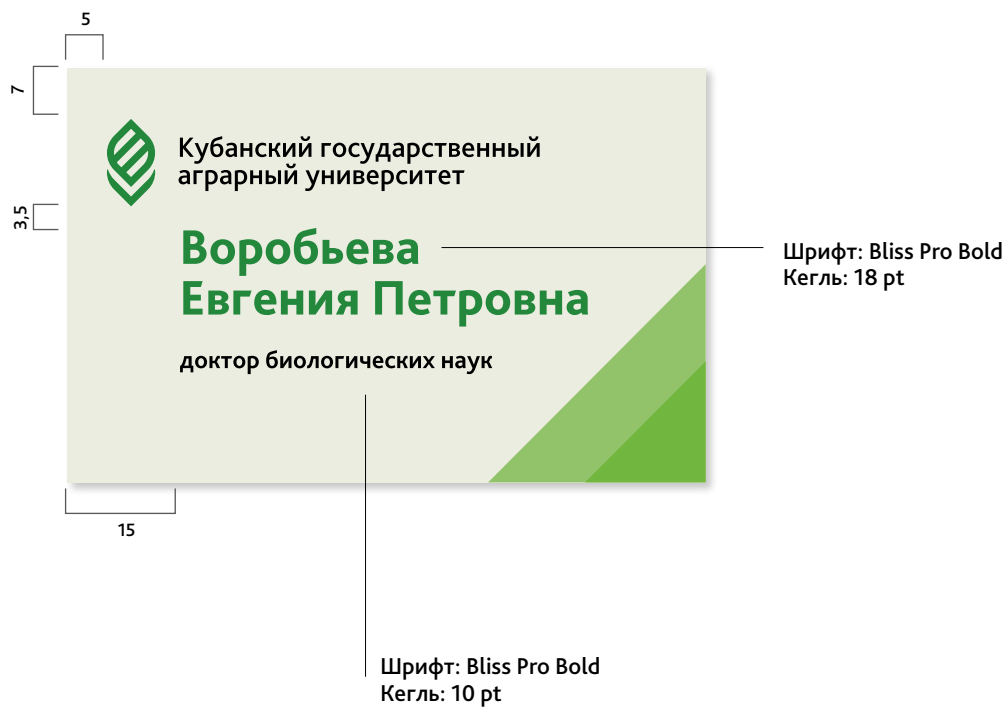 5
7
Кубанский государственный
аграрный университет
3,5
Воробьева
Евгения Петровна
Шрифт: Bliss Pro Bold
Кегль: 18 pt
доктор биологических наук
15
Шрифт: Bliss Pro Bold
Кегль: 10 pt